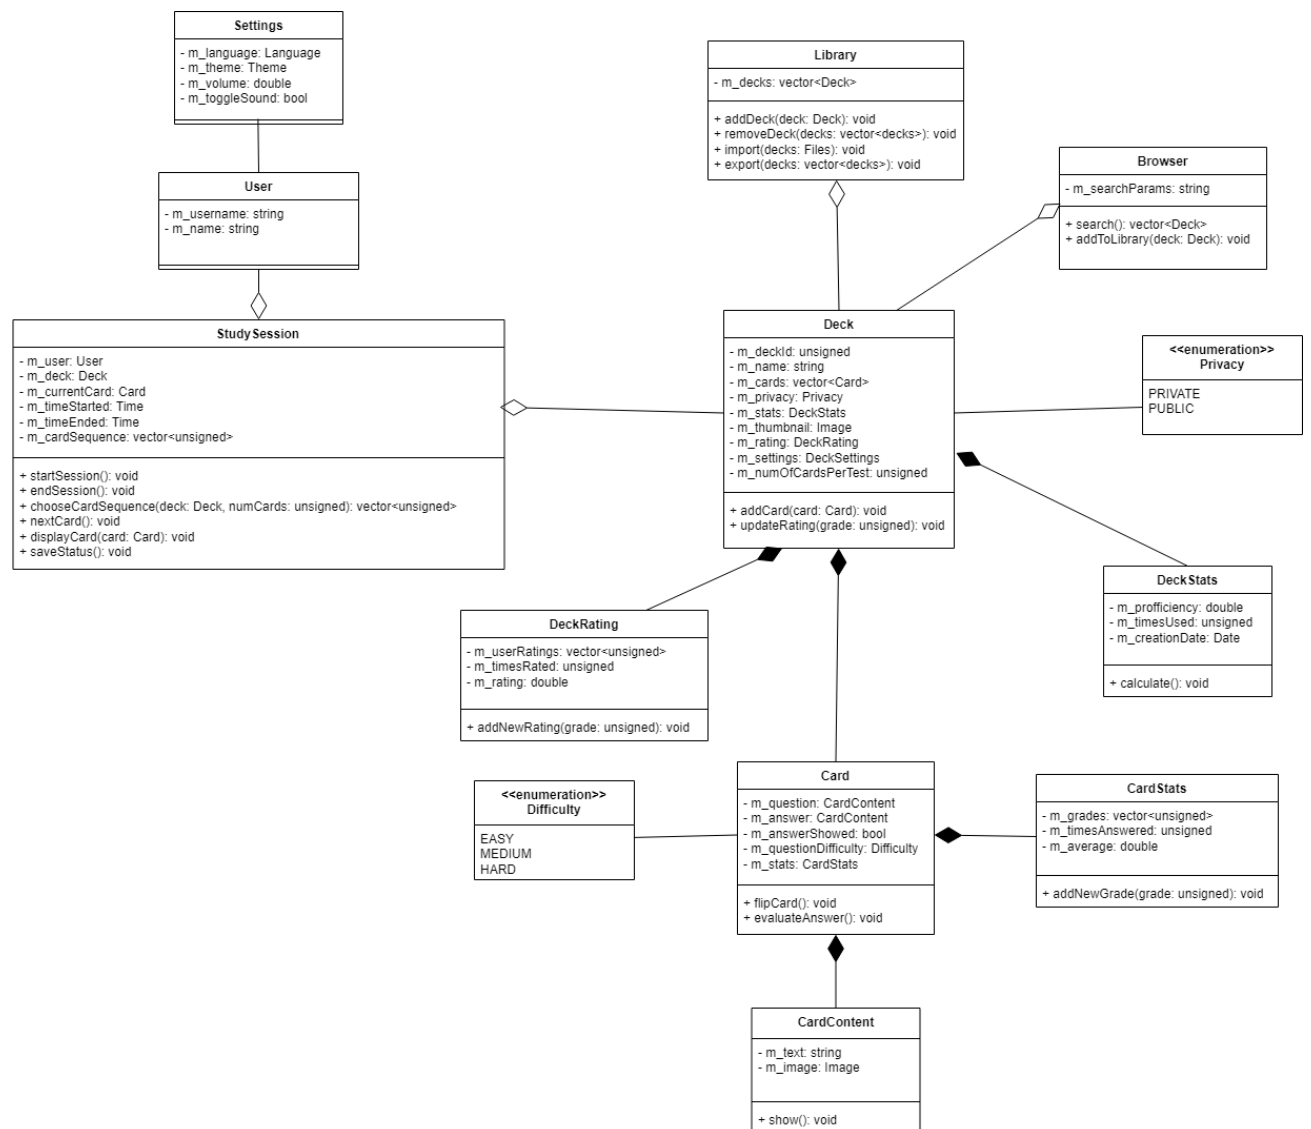 Settings
- m_language: Language
- m_theme: Theme
- m_volume: double
- m_toggleSound: bool
User
- m_username: string
- m_name: string
StudySession
- m_user: User
- m_deck: Deck
- m_currentCard: Card
- m_timeStarted: Time
- m_timeEnded: Time
- m_cardSequence: vector<unsigned>
+ startSession(): void
+ endSession(): void
+ chooseCardSequence(deck: Deck, numCards: unsigned): vector<unsigned>
+ nextCard(): void
+ displayCard(card: Card): void
+ saveStatus(): void
Library
- m_decks: vector<Deck>
+ addDeck(deck: Deck): void
+ removeDeck(decks: vector<decks>): void
+ import(decks: Files): void
+ export(decks: vector<decks>): void
Browser
- m_searchParams: string
+ search(): vector<Deck>
+ addToLibrary(deck: Deck): void
Deck
- m_deckId: unsigned
- m_name: string
- m_cards: vector<Card>
- m_privacy: Privacy
- m_stats: DeckStats
- m_thumbnail: Image
- m_rating: DeckRating
- m_settings: DeckSettings
- m_numOfCardsPerTest: unsigned
+ addCard(card: Card): void
+ updateRating(grade: unsigned): void
<<enumeration>>
Privacy
PRIVATE
PUBLIC
DeckStats
- m_profficiency: double
- m_timesUsed: unsigned
- m_creationDate: Date
+ calculate(): void
DeckRating
- m_userRatings: vector<unsigned>
- m_timesRated: unsigned
- m_rating: double
+ addNewRating(grade: unsigned): void
<<enumeration>>
Difficulty
EASY
MEDIUM
HARD
Card
- m_question: CardContent
- m_answer: CardContent
- m_answerShowed: bool
- m_questionDifficulty: Difficulty
- m_stats: CardStats
+ flipCard(): void
+ evaluateAnswer(): void
CardStats
- m_grades: vector<unsigned>
- m_timesAnswered: unsigned
- m_average: double
+ addNewGrade(grade: unsigned): void
CardContent
- m_text: string
- m_image: Image
+ show(): void